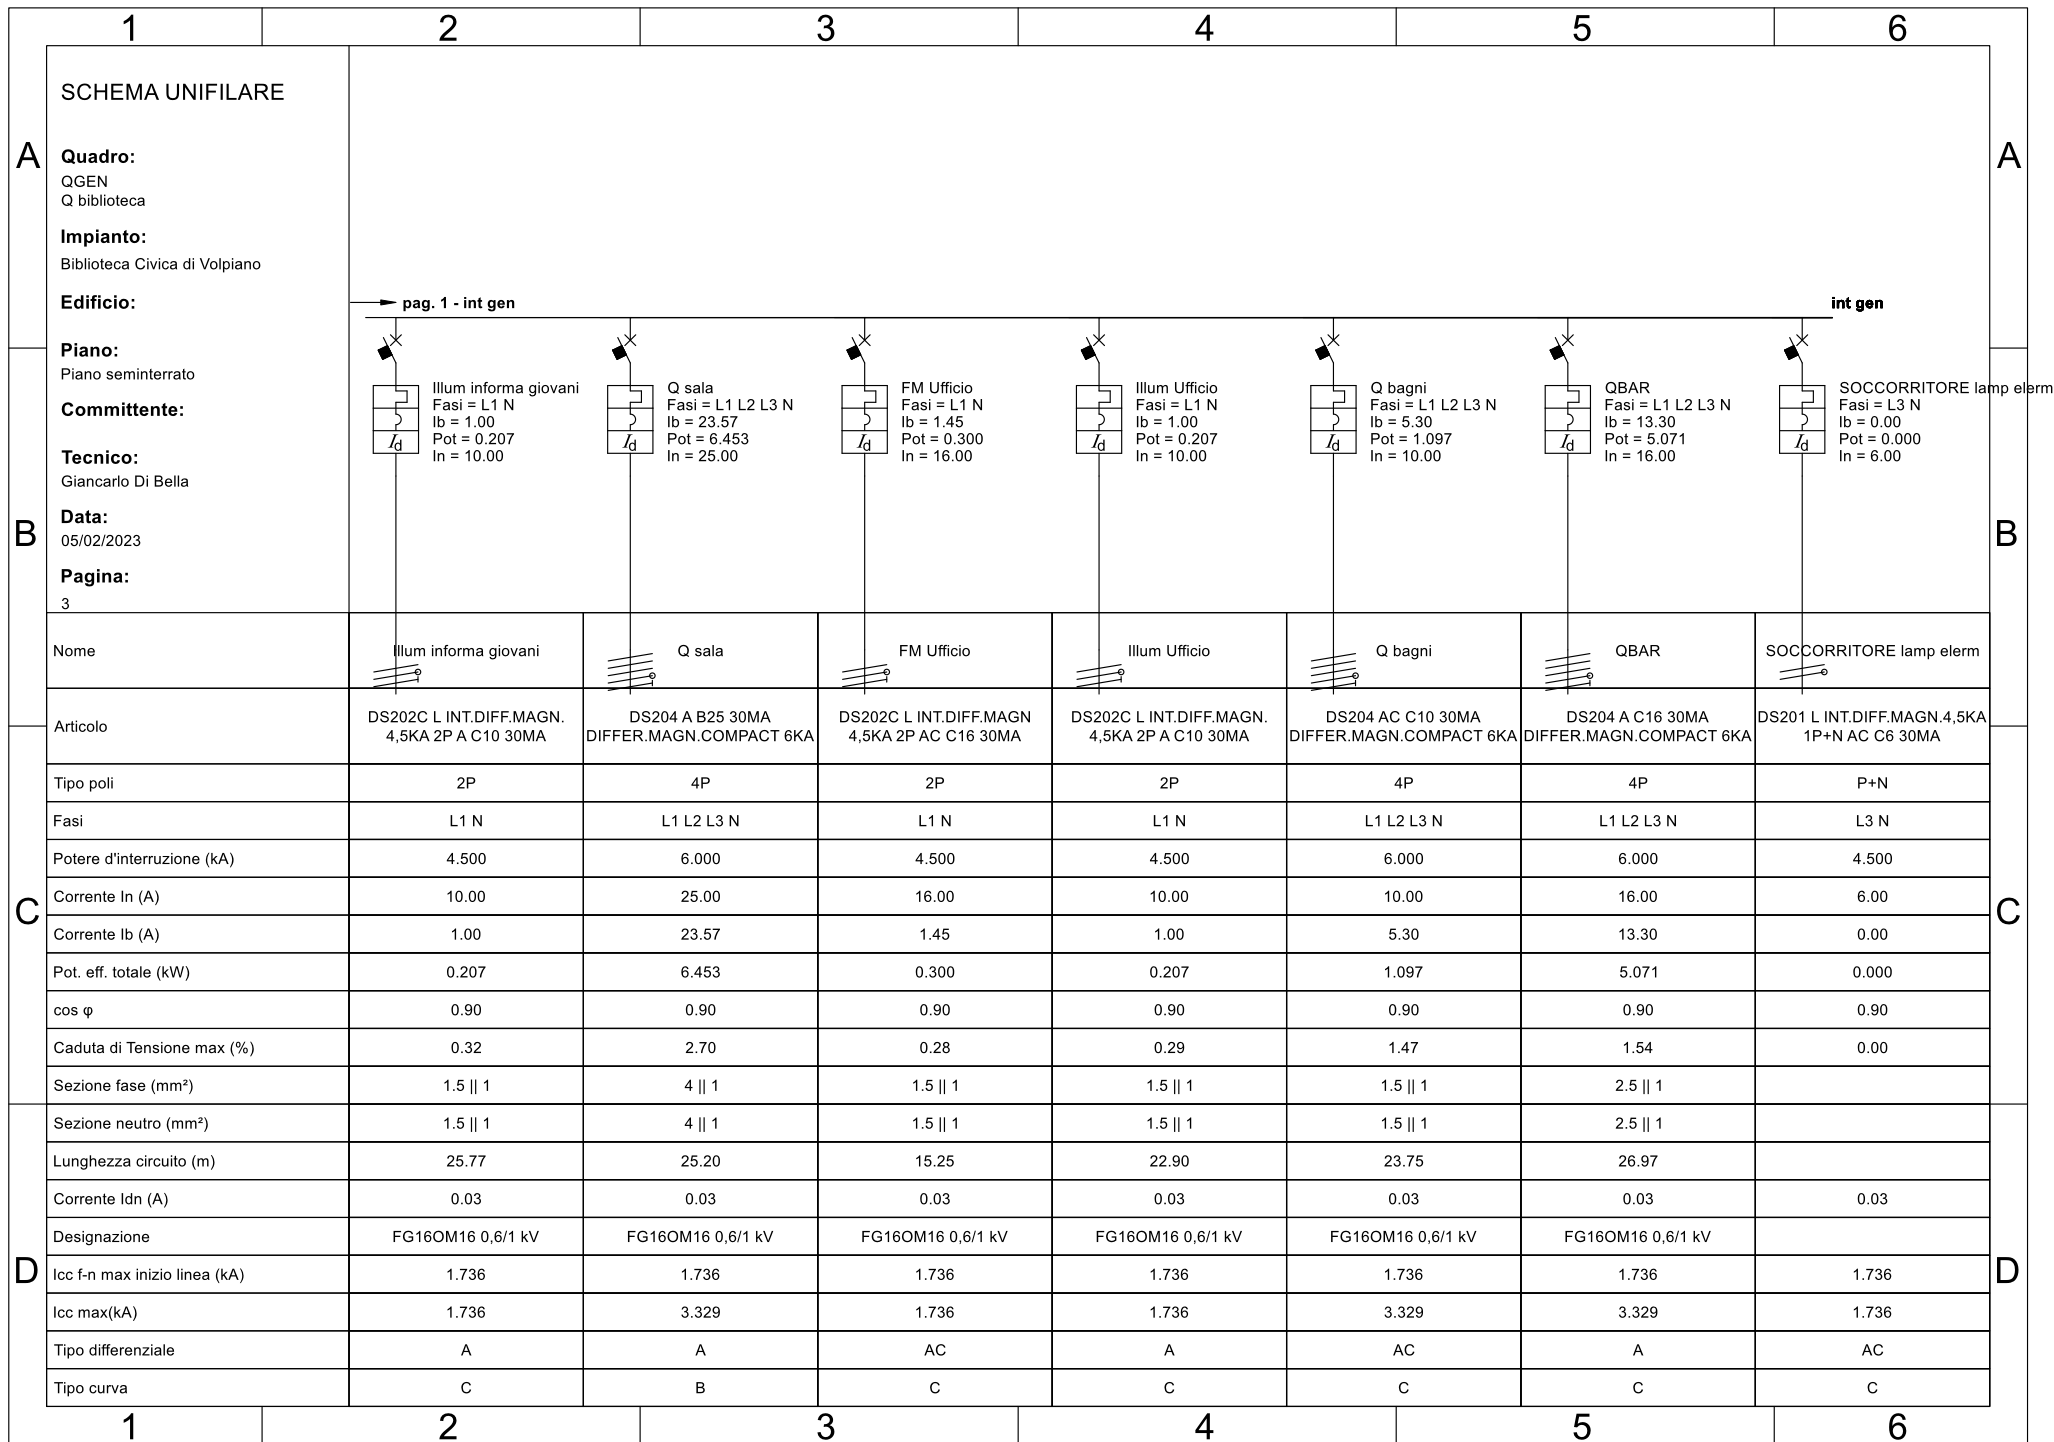 1 2 3 4 5 6
SCHEMA UNIFILARE
A A
Quadro:
QGEN
Q biblioteca
Impianto:
Biblioteca Civica di Volpiano
Edificio:
Piano:
Piano seminterrato
Committente:
Tecnico:
Giancarlo Di Bella
Data:
05/02/2023
Pagina:
3
B B
pag. 1 - int gen
int gen
Illum informa giovani
Fasi = L1 N
Ib = 1.00
Pot = 0.207
In = 10.00
Id
Q sala
Fasi = L1 L2 L3 N
Ib = 23.57
Pot = 6.453
In = 25.00
Id
FM Ufficio
Fasi = L1 N
Ib = 1.45
Pot = 0.300
In = 16.00
Id
Illum Ufficio
Fasi = L1 N
Ib = 1.00
Pot = 0.207
In = 10.00
Id
Q bagni
Fasi = L1 L2 L3 N
Ib = 5.30
Pot = 1.097
In = 10.00
Id
QBAR
Fasi = L1 L2 L3 N
Ib = 13.30
Pot = 5.071
In = 16.00
Id
SOCCORRITORE lamp elerm
Fasi = L3 N
Ib = 0.00
Pot = 0.000
In = 6.00
Id
Nome Illum informa giovani Q sala FM Ufficio Illum Ufficio Q bagni QBAR SOCCORRITORE lamp elerm
Articolo
DS202C L INT.DIFF.MAGN.
4,5KA 2P A C10 30MA
DS204 A B25 30MA
DIFFER.MAGN.COMPACT 6KA
DS202C L INT.DIFF.MAGN
4,5KA 2P AC C16 30MA
DS202C L INT.DIFF.MAGN.
4,5KA 2P A C10 30MA
DS204 AC C10 30MA
DIFFER.MAGN.COMPACT 6KA
DS204 A C16 30MA
DIFFER.MAGN.COMPACT 6KA
DS201 L INT.DIFF.MAGN.4,5KA
1P+N AC C6 30MA
Tipo poli 2P 4P 2P 2P 4P 4P P+N
Fasi L1 N L1 L2 L3 N L1 N L1 N L1 L2 L3 N L1 L2 L3 N L3 N
Potere d'interruzione (kA) 4.500 6.000 4.500 4.500 6.000 6.000 4.500
C C
Corrente In (A) 10.00 25.00 16.00 10.00 10.00 16.00 6.00
Corrente Ib (A) 1.00 23.57 1.45 1.00 5.30 13.30 0.00
Pot. eff. totale (kW) 0.207 6.453 0.300 0.207 1.097 5.071 0.000
cos φ 0.90 0.90 0.90 0.90 0.90 0.90 0.90
Caduta di Tensione max (%) 0.32 2.70 0.28 0.29 1.47 1.54 0.00
Sezione fase (mm²) 1.5 || 1 4 || 1 1.5 || 1 1.5 || 1 1.5 || 1 2.5 || 1
Sezione neutro (mm²) 1.5 || 1 4 || 1 1.5 || 1 1.5 || 1 1.5 || 1 2.5 || 1
Lunghezza circuito (m) 25.77 25.20 15.25 22.90 23.75 26.97
Corrente Idn (A) 0.03 0.03 0.03 0.03 0.03 0.03 0.03
Designazione FG16OM16 0,6/1 kV FG16OM16 0,6/1 kV FG16OM16 0,6/1 kV FG16OM16 0,6/1 kV FG16OM16 0,6/1 kV FG16OM16 0,6/1 kV
D D
Icc f-n max inizio linea (kA) 1.736 1.736 1.736 1.736 1.736 1.736 1.736
Icc max(kA) 1.736 3.329 1.736 1.736 3.329 3.329 1.736
Tipo differenziale A A AC A AC A AC
Tipo curva C B C C C C C
1 2 3 4 5 6